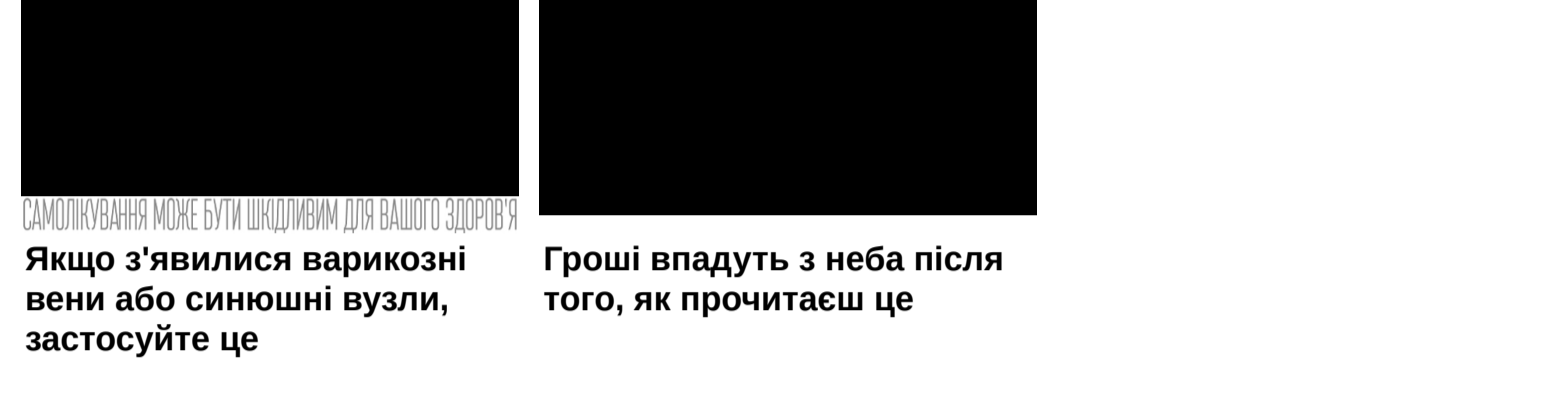 САМОЛІКУВАННЯ МОЖЕ БУТИ ШКІДЛИВИМ ДЛЯ ВАШОГО ЗДОРОВ'Я
Якщо з'явилися варикозні
вени або синюшні вузли,
застосуйте це
Гроші впадуть з неба після
того, як прочитаєш це